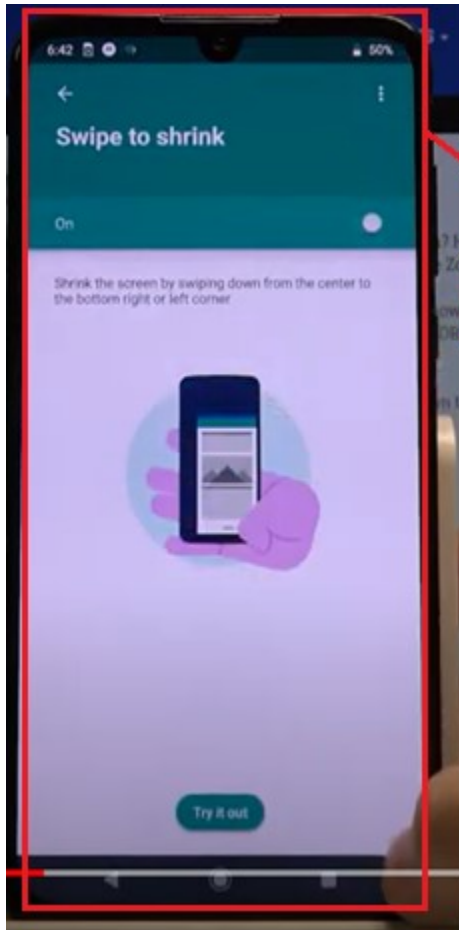 6:42
50%
Swipe to shrink
On
Shrink the screen by swiping down from the center to
the bottom right or left corner
Try it out